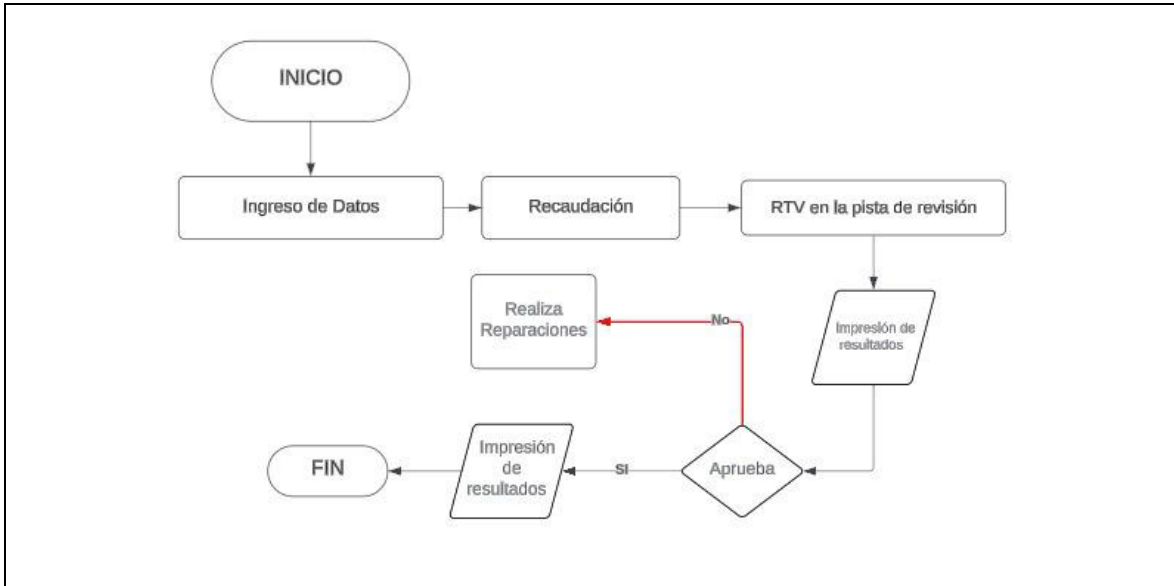 INICIO
Ingreso de Datos
Recaudación
RTV en la pista de revisión
Impresión de
resultados
No
Realiza
Reparaciones
Aprueba
SI
Impresión
de
resultados
FIN